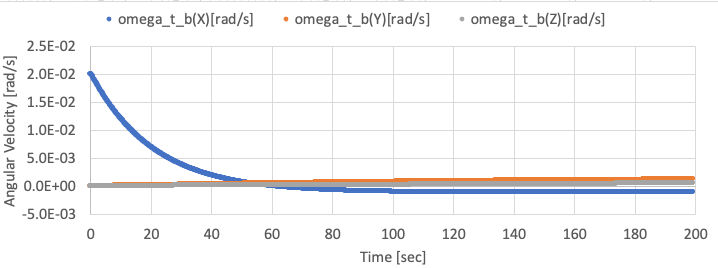 omega_t_b(X)[rad/s] omega_t_b(Y)[rad/s] omega_t_b(Z)[rad/s]
2.5E-02
2.0E-02
1.5E-02
1.0E-02
5.0E-03
0.0E+00
-5.0E-03
Angular Velocity [rad/s]
0 20 40 60 80 100 120 140 160 180 200
Time [sec]